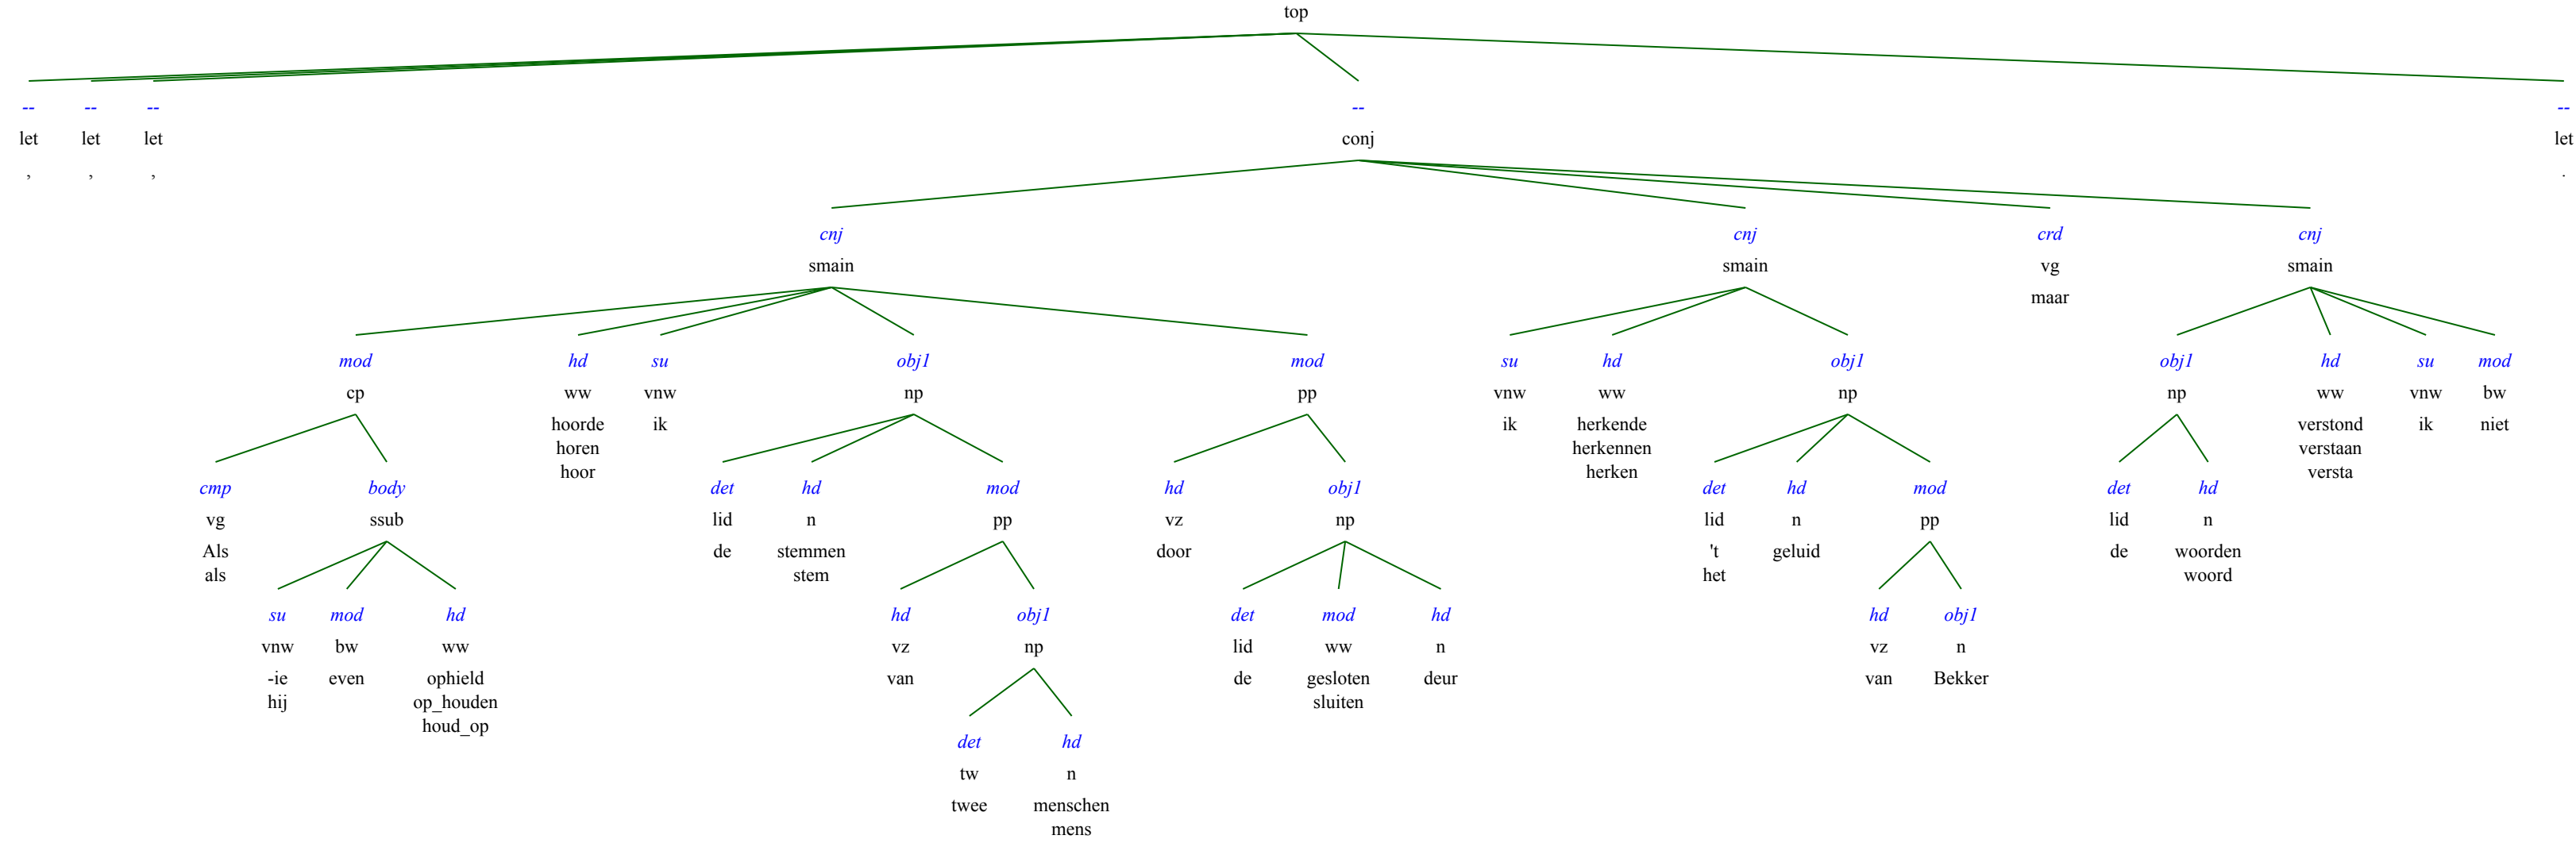 top
-- -- -- -- --
let let let conj let
, , , .
cnj cnj crd cnj
smain smain vg smain
maar
mod hd su obj1 mod su hd obj1 obj1 hd su mod
cp ww vnw np pp vnw ww np np ww vnw bw
hoorde ik ik herkende verstond ik niet
horen herkennen verstaan
hoor herken versta
cmp body det hd mod hd obj1 det hd mod det hd
vg ssub lid n pp vz np lid n pp lid n
Als de stemmen door 't geluid de woorden
als stem het woord
su mod hd hd obj1 det mod hd hd obj1
vnw bw ww vz np lid ww n vz n
-ie even ophield van de gesloten deur van Bekker
hij op_houden sluiten
houd_op
det hd
tw n
twee menschen
mens